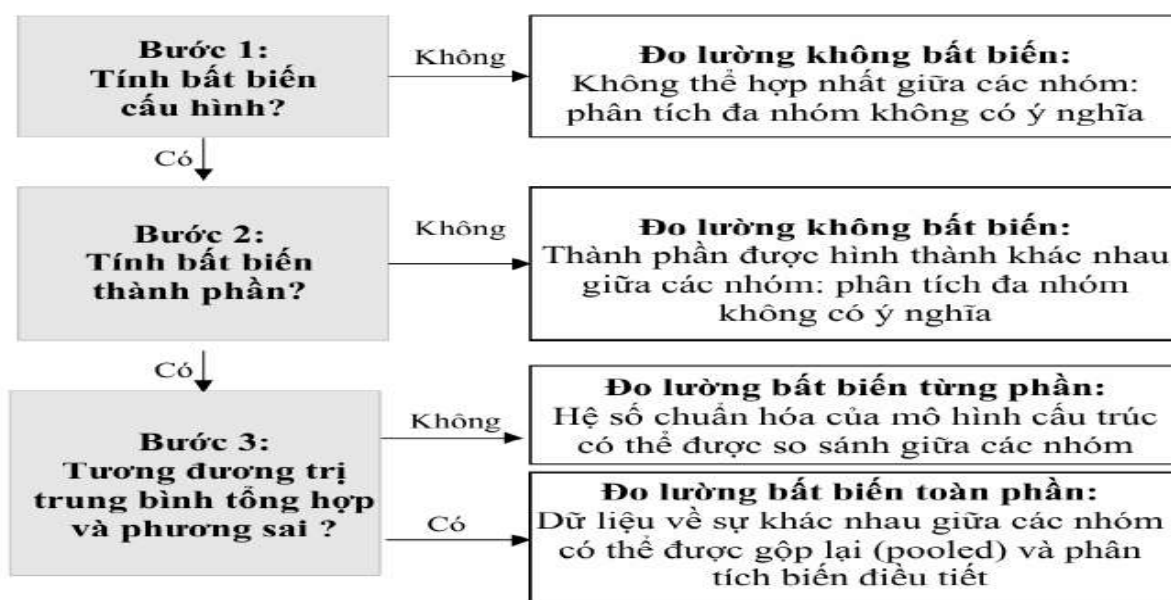 Bước 1:
Tính bất biến
cấu hình?
Không
Đo lường không bất biến:
Không thể hợp nhất giữa các nhóm:
phân tích đa nhóm không có ý nghĩa
Có
Bước 2:
Tính bất biến
thành phần?
Không
Đo lường không bất biến:
Thành phần được hình thành khác nhau
giữa các nhóm: phân tích đa nhóm
không có ý nghĩa
Có
Bước 3:
Tương đương trị
trung bình tổng hợp
và phương sai ?
Không
Đo lường bất biến từng phần:
Hệ số chuẩn hóa của mô hình cấu trúc
có thể được so sánh giữa các nhóm
Có
Đo lường bất biến toàn phần:
Dữ liệu về sự khác nhau giữa các nhóm
có thể được gộp lại (pooled) và phân
tích biến điều tiết